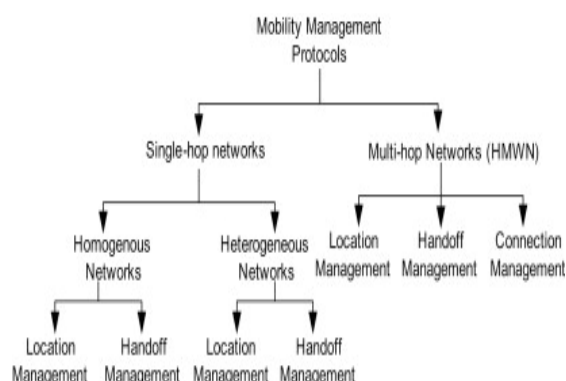 Mobility Management
Protocols
Single-hop networks
Multi-hop Networks (HMWN)
Homogenous
Networks
Heterogeneous
Networks
Location
Management
Handoff
Management
Connection
Management
Location
Management
Handoff
Management
Location
Management
Handoff
Management